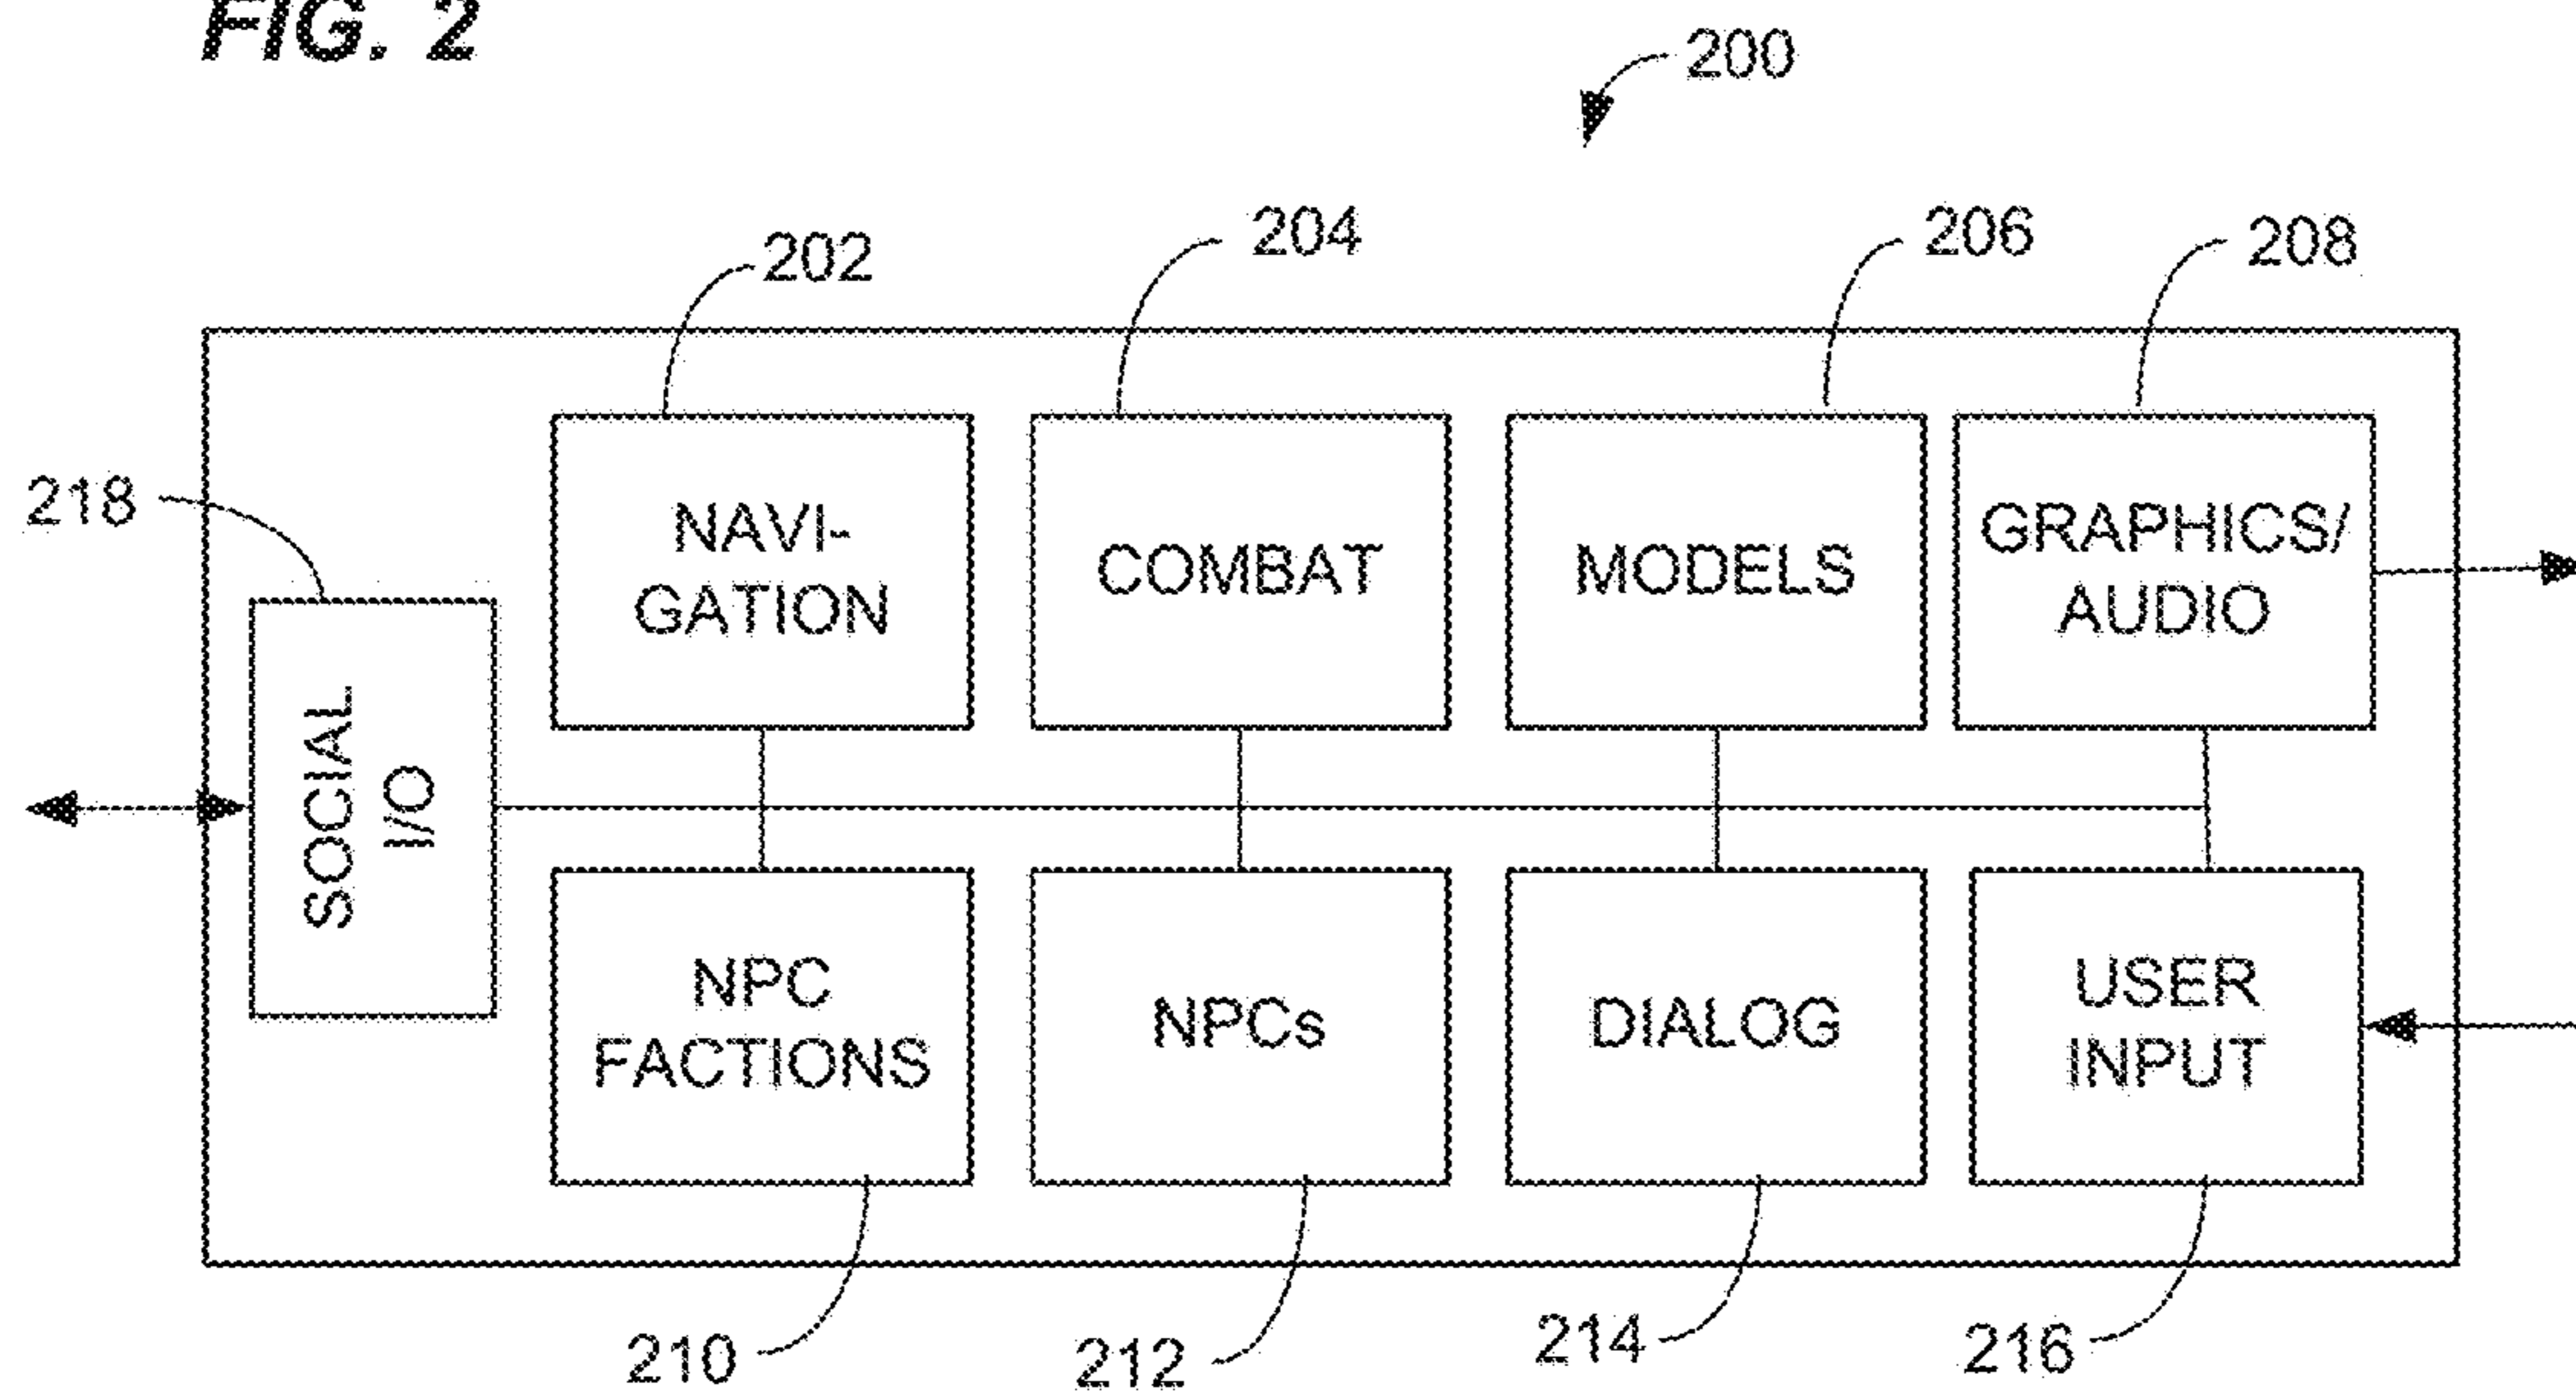 FIG. 2
200
202
204
206
208
218
NAVI-
GATION
COMBAT
MODELS
GRAPHICS/
AUDIO
SOCIAL
I/O
NPC
FACTIONS
NPCs
DIALOG
USER
INPUT
210
212
214
216